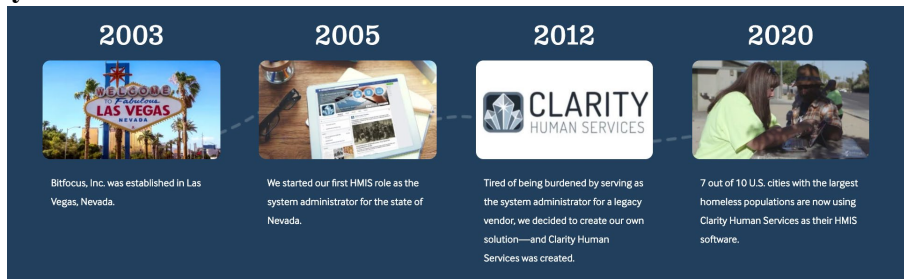 2003
2005
2012
2020
WELCOME
TO Fabulous
LAS VEGAS
NEVADA
CLARITY
HUMAN SERVICES
Bitfocus, Inc. was established in Las
Vegas, Nevada.
We started our first HMIS role as the
system administrator for the state of
Nevada.
Tired of being burdened by serving as
the system administrator for a legacy
vendor, we decided to create our own
solution—and Clarity Human
Services was created.
7 out of 10 U.S. cities with the largest
homeless populations are now using
Clarity Human Services as their HMIS
software.